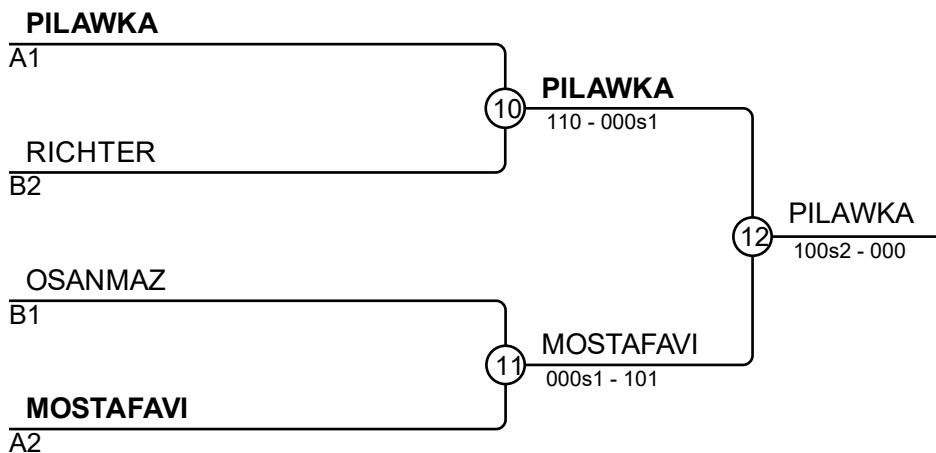 PILAWKA
A1
10
PILAWKA
110 - 000s1
RICHTER
B2
12
PILAWKA
100s2 - 000
OSANMAZ
B1
11
MOSTAFAVI
000s1 - 101
MOSTAFAVI
A2